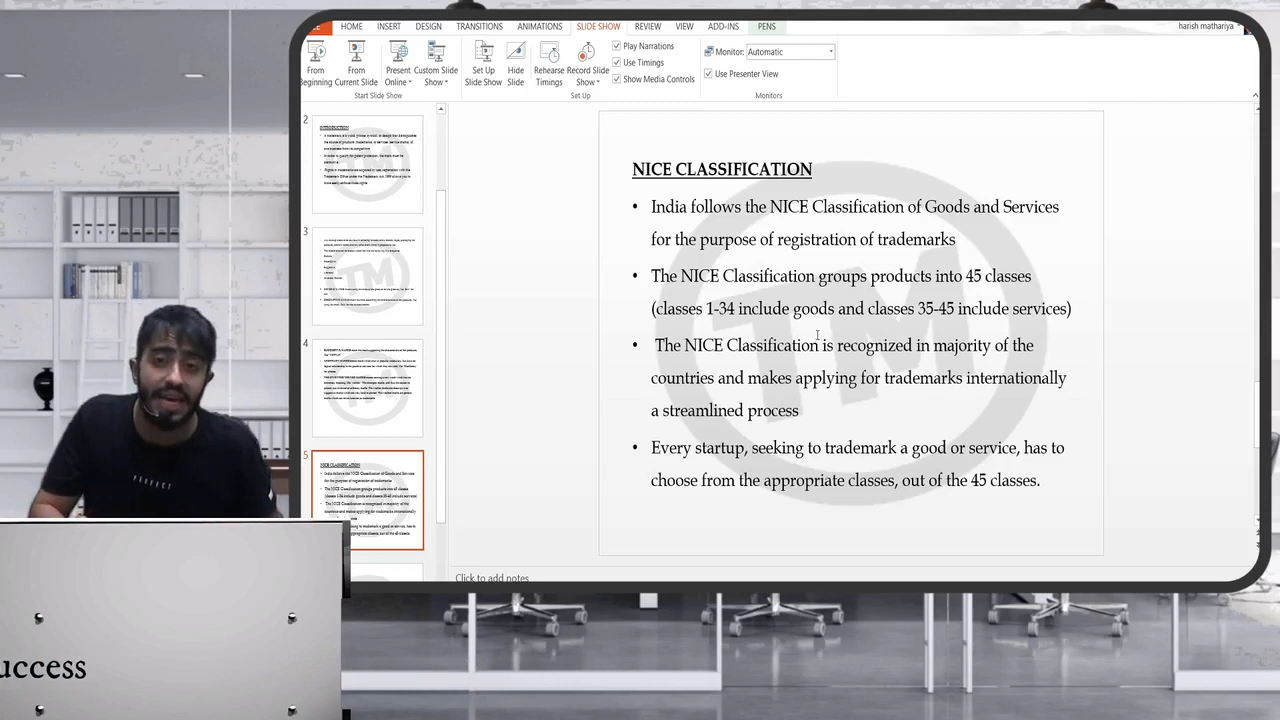 HOME INSERT DESIGN TRANSITIONS ANIMATIONS SLIDE SHOW REVIEW VIEW ADD-INS PENS harish mathariya
From Beginning
From Current Slide
Present Online
Custom Slide Show
Set Up Slide Show
Hide Slide
Rehearse Timings
Record Slide Show
Play Narrations
Use Timings
Show Media Controls
Monitor: Automatic
Use Presenter View
Start Slide Show Set Up Monitors
2
3
4
5
NICE CLASSIFICATION
• India follows the NICE Classification of Goods and Services
for the purpose of registration of trademarks
• The NICE Classification groups products into 45 classes
(classes 1-34 include goods and classes 35-45 include services)
• The NICE Classification is recognized in majority of the
countries and makes applying for trademarks internationally
a streamlined process
• Every startup, seeking to trademark a good or service, has to
choose from the appropriate classes, out of the 45 classes.
TM
Click to add notes
uccess